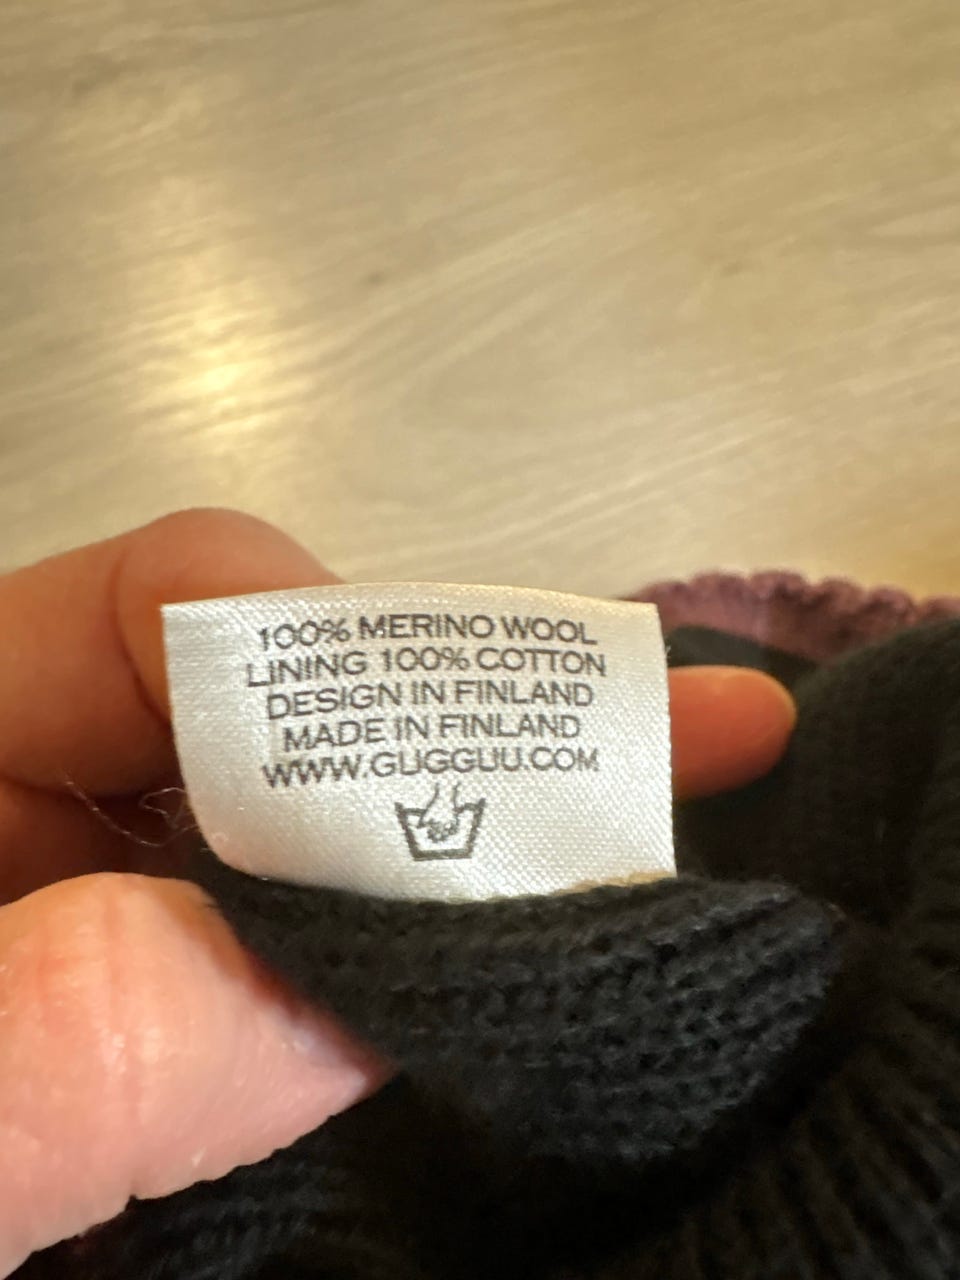 100% MERINO WOOL
LINING 100% COTTON
DESIGN IN FINLAND
MADE IN FINLAND
WWW.GUGGUU.COM